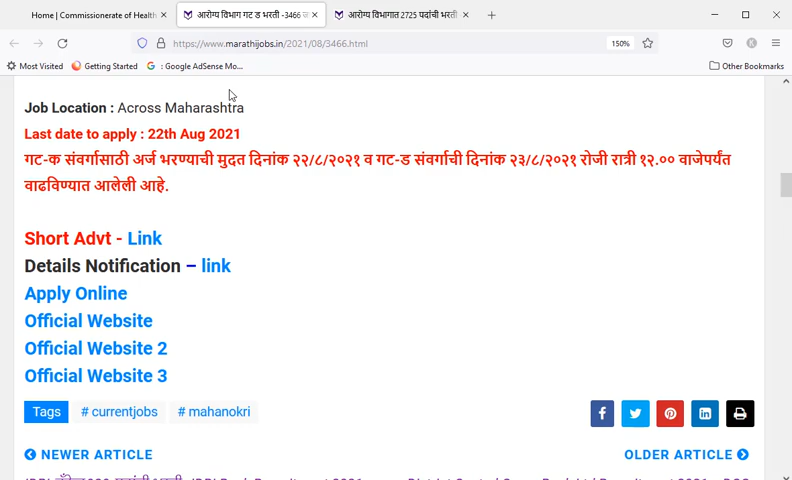 Home | Commissionerate of Health
आरोग्य विभाग गट ड भरती -3466 ज
आरोग्य विभागात 2725 पदांची भरती
https://www.marathijobs.in/2021/08/3466.html
150%
Most Visited
Getting Started
: Google AdSense Mo...
Other Bookmarks
Job Location : Across Maharashtra
Last date to apply : 22th Aug 2021
गट-क संवर्गासाठी अर्ज भरण्याची मुदत दिनांक २२/८/२०२१ व गट-ड संवर्गाची दिनांक २३/८/२०२१ रोजी रात्री १२.०० वाजेपर्यंत
वाढविण्यात आलेली आहे.
Short Advt - Link
Details Notification – link
Apply Online
Official Website
Official Website 2
Official Website 3
Tags # currentjobs # mahanokri
NEWER ARTICLE
OLDER ARTICLE